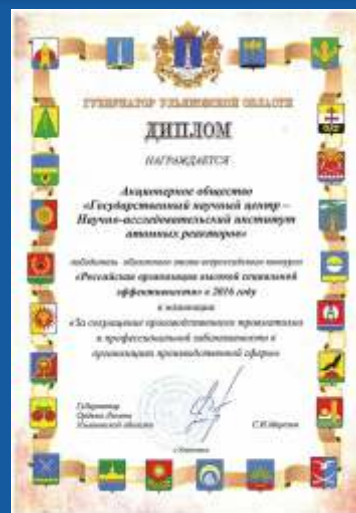 ГУБЕРНАТОР УЛЬЯНОВСКОЙ ОБЛАСТИ
ДИПЛОМ
НАГРАЖДАЕТСЯ
Акционерное общество
«Государственный научный центр –
Научно-исследовательский институт
атомных реакторов»
победитель областного этапа всероссийского конкурса
«Российская организация высокой социальной
эффективности» в 2016 году
в номинации
«За сокращение производственного травматизма
и профессиональной заболеваемости в
организациях производственной сферы»
Губернатор
Ульяновской области
С.И.Морозов